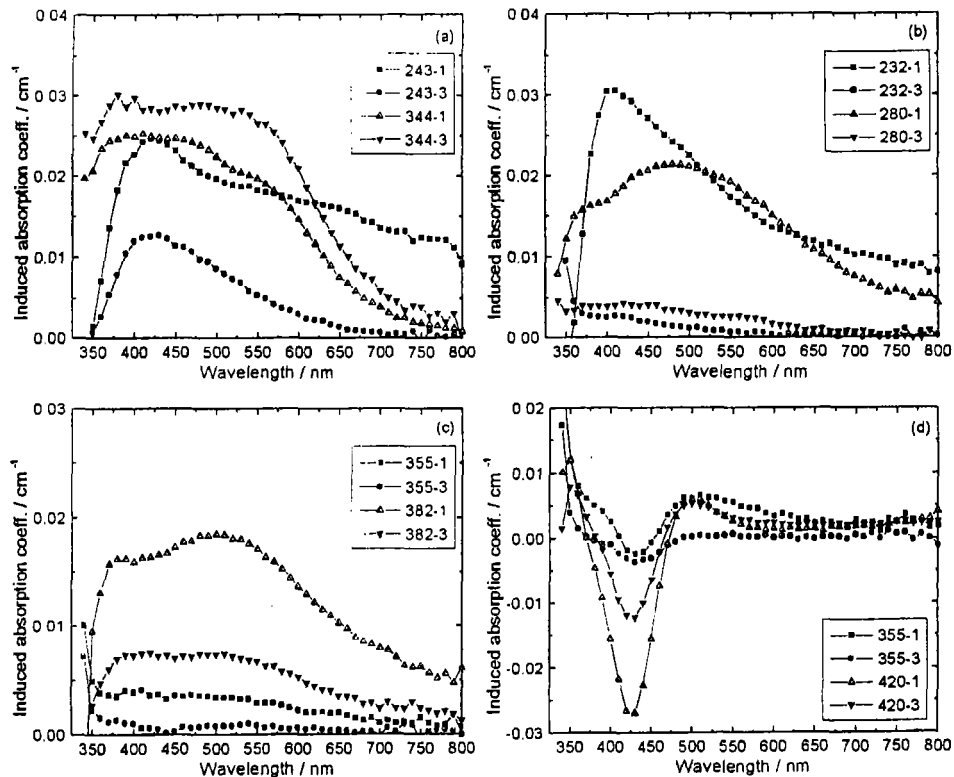 (a)
243-1
243-3
344-1
344-3
0.04
0.03
0.02
0.01
0.00
Induced absorption coeff. / cm⁻¹
350 400 450 500 550 600 650 700 750 800
Wavelength / nm
(b)
232-1
232-3
280-1
280-3
0.04
0.03
0.02
0.01
0.00
Induced absorption coeff. / cm⁻¹
350 400 450 500 550 600 650 700 750 800
Wavelength / nm
(c)
355-1
355-3
382-1
382-3
0.03
0.02
0.01
0.00
Induced absorption coeff. / cm⁻¹
350 400 450 500 550 600 650 700 750 800
Wavelength / nm
(d)
355-1
355-3
420-1
420-3
0.02
0.01
0.00
-0.01
-0.02
-0.03
Induced absorption coeff. / cm⁻¹
350 400 450 500 550 600 650 700 750 800
Wavelength / nm